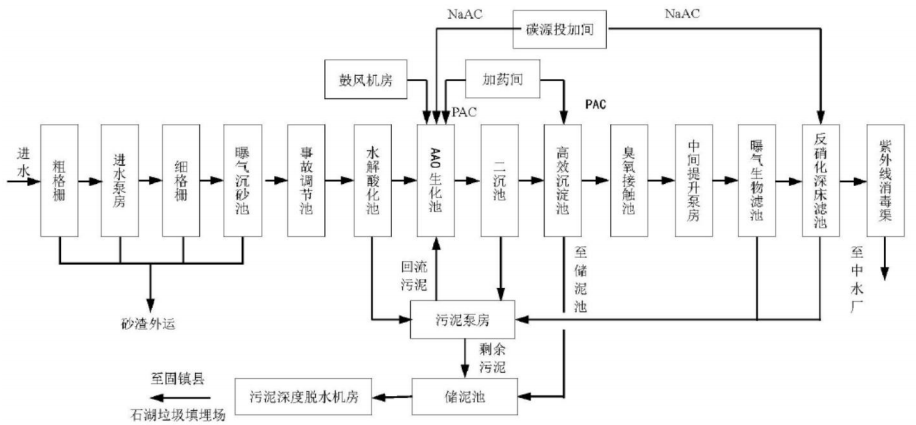 NaAC
碳源投加间
NaAC
鼓风机房
加药间
PAC
PAC
进水
粗格栅
进水泵房
细格栅
曝气沉砂池
事故调节池
水解酸化池
AAO生化池
二沉池
高效沉淀池
臭氧接触池
中间提升泵房
曝气生物滤池
反硝化深床滤池
紫外线消毒渠
回流
污泥
至储泥池
至中水厂
砂渣外运
污泥泵房
剩余
污泥
至固镇县
石湖垃圾填埋场
污泥深度脱水机房
储泥池